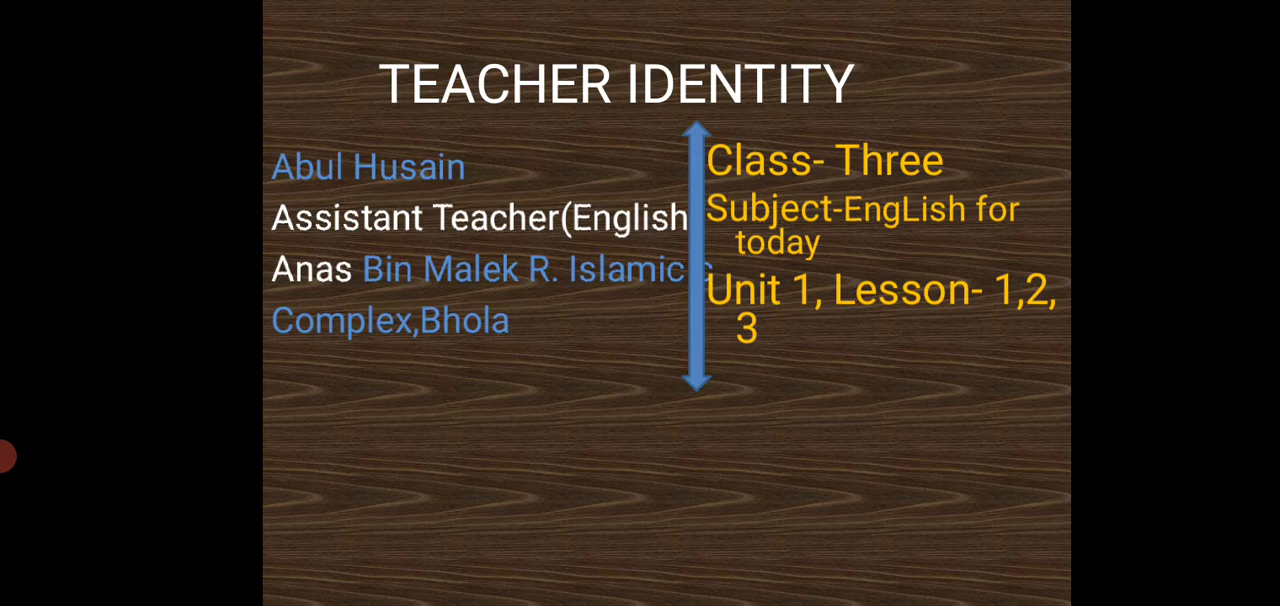 TEACHER IDENTITY
Abul Husain
Assistant Teacher(English
Anas Bin Malek R. Islamic
Complex,Bhola
Class- Three
Subject-EngLish for
today
Unit 1, Lesson- 1,2,
3